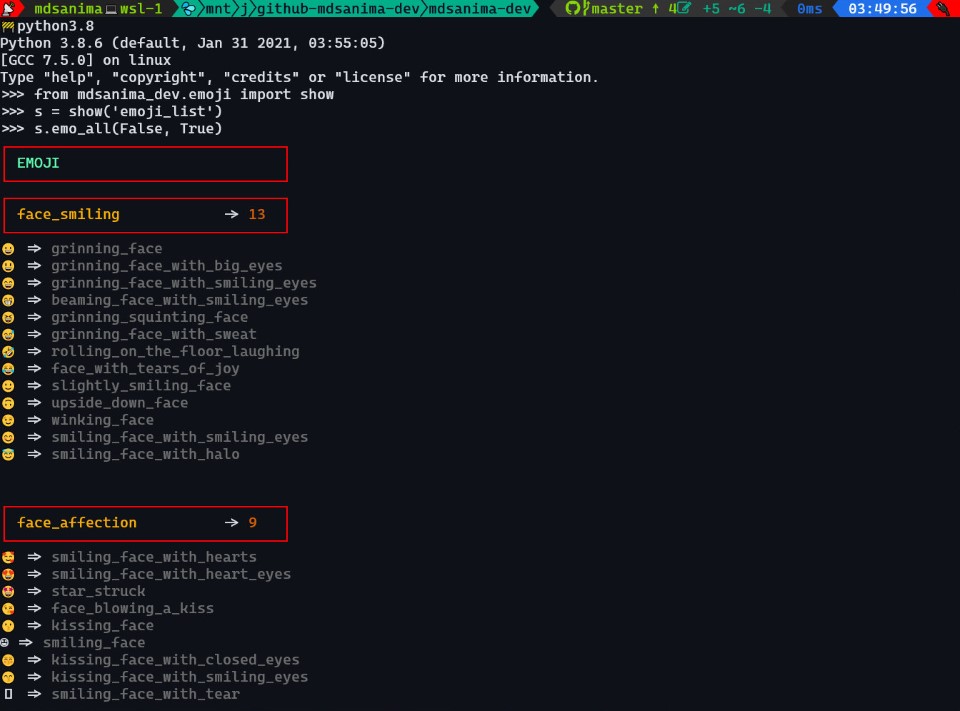 mdsanima 💻 wsl-1 mnt j github-mdsanima-dev mdsanima-dev master ↑ 4 +5 ~6 -4 0ms 03:49:56
python3.8
Python 3.8.6 (default, Jan 31 2021, 03:55:05)
[GCC 7.5.0] on linux
Type "help", "copyright", "credits" or "license" for more information.
>>> from mdsanima_dev.emoji import show
>>> s = show('emoji_list')
>>> s.emo_all(False, True)
EMOJI
face_smiling → 13
😀 ⇒ grinning_face
😃 ⇒ grinning_face_with_big_eyes
😄 ⇒ grinning_face_with_smiling_eyes
😁 ⇒ beaming_face_with_smiling_eyes
😆 ⇒ grinning_squinting_face
😅 ⇒ grinning_face_with_sweat
🤣 ⇒ rolling_on_the_floor_laughing
😂 ⇒ face_with_tears_of_joy
🙂 ⇒ slightly_smiling_face
🙃 ⇒ upside_down_face
😉 ⇒ winking_face
😊 ⇒ smiling_face_with_smiling_eyes
😇 ⇒ smiling_face_with_halo
face_affection → 9
🥰 ⇒ smiling_face_with_hearts
😍 ⇒ smiling_face_with_heart_eyes
🤩 ⇒ star_struck
😘 ⇒ face_blowing_a_kiss
😗 ⇒ kissing_face
☺ ⇒ smiling_face
😚 ⇒ kissing_face_with_closed_eyes
😙 ⇒ kissing_face_with_smiling_eyes
▯ ⇒ smiling_face_with_tear